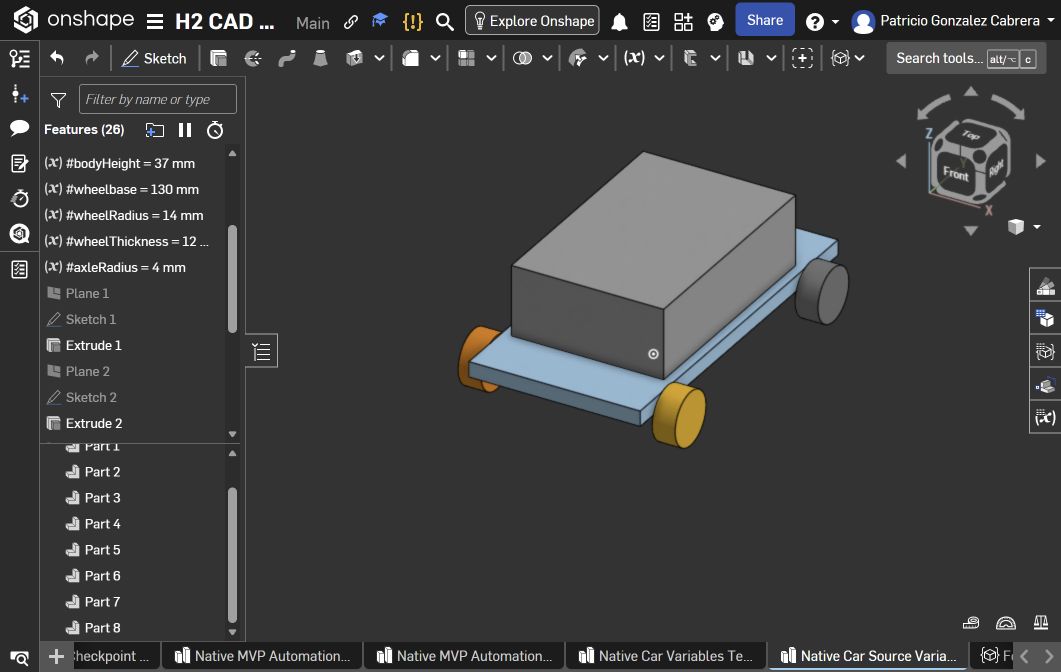 onshape H2 CAD ... Main Explore Onshape Share Patricio Gonzalez Cabrera
Sketch (x) Search tools... alt/⌥ c
Filter by name or type
Features (26)
(x) #bodyHeight = 37 mm
(x) #wheelbase = 130 mm
(x) #wheelRadius = 14 mm
(x) #wheelThickness = 12 ...
(x) #axleRadius = 4 mm
Plane 1
Sketch 1
Extrude 1
Plane 2
Sketch 2
Extrude 2
Part 1
Part 2
Part 3
Part 4
Part 5
Part 6
Part 7
Part 8
Z
Top
Y
Front
Right
X
(x)
heckpoint ... Native MVP Automation... Native MVP Automation... Native Car Variables Te... Native Car Source Varia...